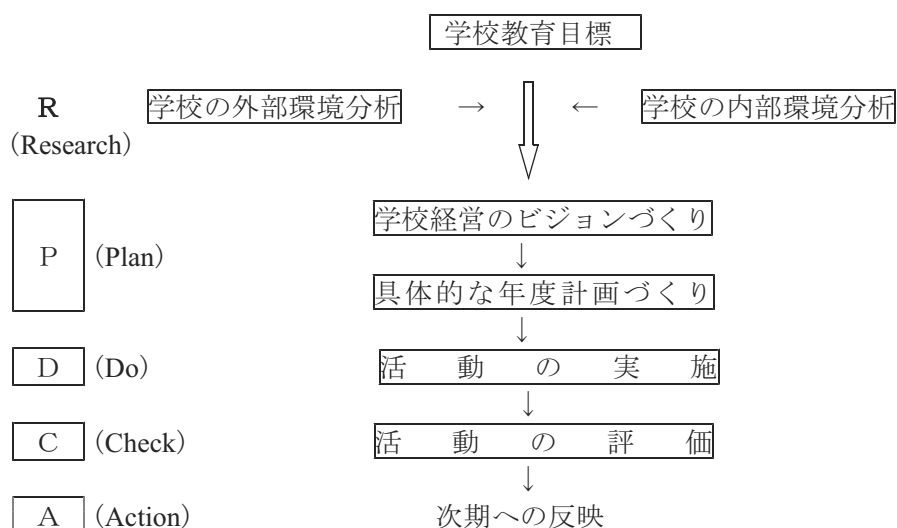 学校教育目標
R 学校の外部環境分析 → ← 学校の内部環境分析
(Research)
学校経営のビジョンづくり
P (Plan)
↓
具体的な年度計画づくり
↓
D (Do) 活動の実施
↓
C (Check) 活動の評価
↓
A (Action) 次期への反映